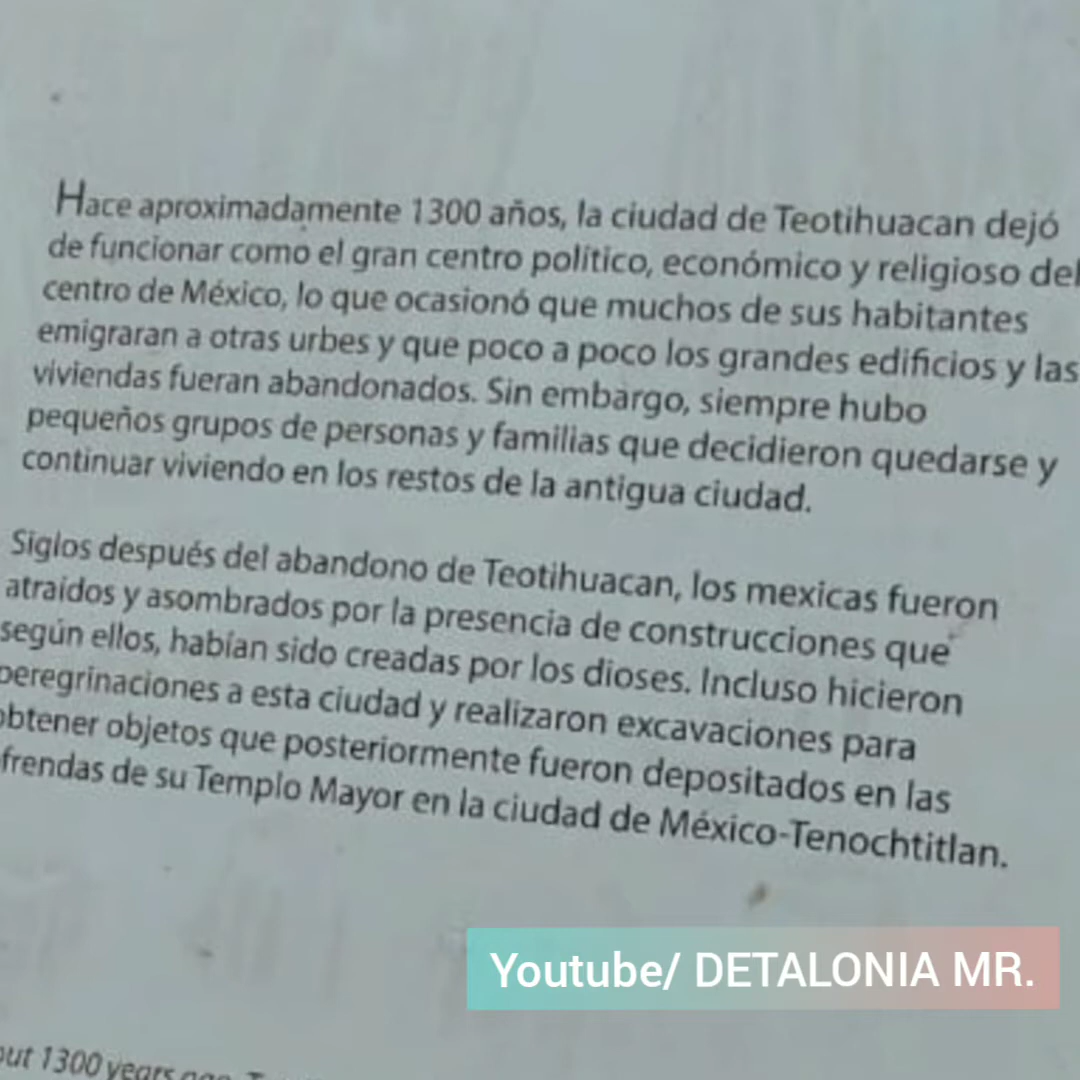 Hace aproximadamente 1300 años, la ciudad de Teotihuacan dejó
de funcionar como el gran centro político, económico y religioso del
centro de México, lo que ocasionó que muchos de sus habitantes
emigraran a otras urbes y que poco a poco los grandes edificios y las
viviendas fueran abandonados. Sin embargo, siempre hubo
pequeños grupos de personas y familias que decidieron quedarse y
continuar viviendo en los restos de la antigua ciudad.
Siglos después del abandono de Teotihuacan, los mexicas fueron
atraídos y asombrados por la presencia de construcciones que
según ellos, habían sido creadas por los dioses. Incluso hicieron
peregrinaciones a esta ciudad y realizaron excavaciones para
obtener objetos que posteriormente fueron depositados en las
frendas de su Templo Mayor en la ciudad de México-Tenochtitlan.
Youtube/ DETALONIA MR.
out 1300 years ago,